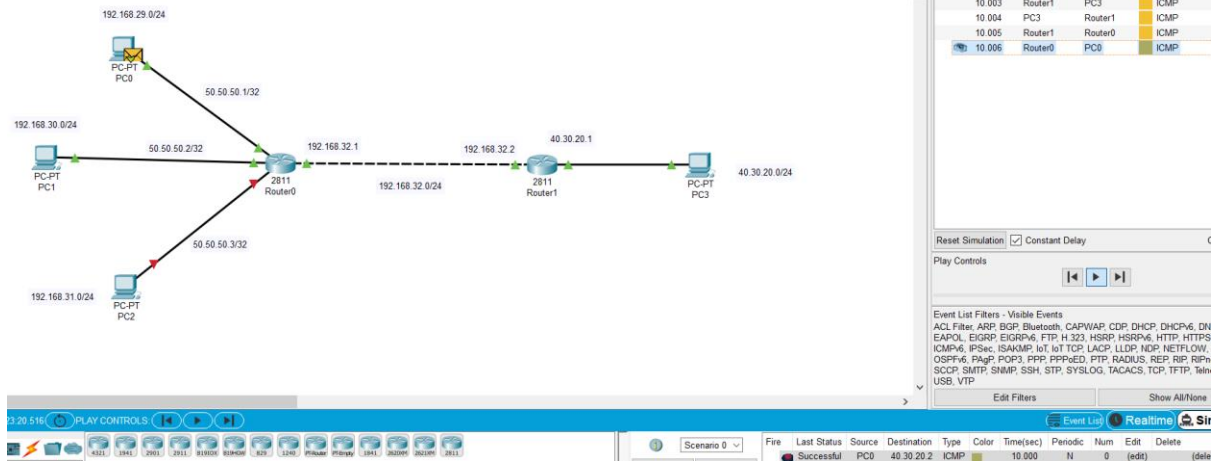 192.168.29.0/24
PC-PT
PC0
50.50.50.1/32
192.168.30.0/24
50.50.50.2/32
PC-PT
PC1
192.168.32.1
2811
Router0
192.168.32.0/24
192.168.32.2
40.30.20.1
2811
Router1
PC-PT
PC3
40.30.20.0/24
50.50.50.3/32
192.168.31.0/24
PC-PT
PC2
10.003 Router1 PC3 ICMP
10.004 PC3 Router1 ICMP
10.005 Router1 Router0 ICMP
10.006 Router0 PC0 ICMP
Reset Simulation Constant Delay
Play Controls
Event List Filters - Visible Events
ACL Filter, ARP, BGP, Bluetooth, CAPWAP, CDP, DHCP, DHCPv6, DN
EAPOL, EIGRP, EIGRPv6, FTP, H.323, HSRP, HSRPv6, HTTP, HTTPS
ICMPv6, IPSec, ISAKMP, IoT, IoT TCP, LACP, LLDP, NDP, NETFLOW,
OSPFv6, PAgP, POP3, PPP, PPPoED, PTP, RADIUS, REP, RIP, RIPn
SCCP, SMTP, SNMP, SSH, STP, SYSLOG, TACACS, TCP, TFTP, Telne
USB, VTP
Edit Filters Show All/None
3:20.516 PLAY CONTROLS:
Event List Realtime Sir
4321 1941 2901 2911 819IOX 819HGW 829 1240 PT-Router PT-Empty 1941 2620XM 2621XM 2811
Scenario 0
Fire Last Status Source Destination Type Color Time(sec) Periodic Num Edit Delete
Successful PC0 40.30.20.2 ICMP 10.000 N 0 (edit) (dele